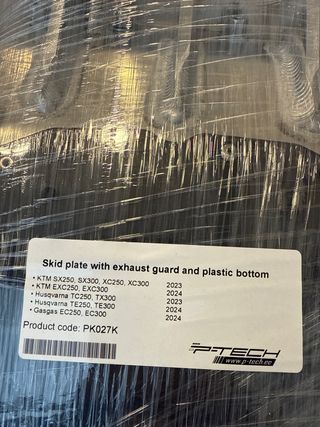 Skid plate with exhaust guard and plastic bottom
• KTM SX250, SX300, XC250, XC300 2023
• KTM EXC250, EXC300 2024
• Husqvarna TC250, TX300 2023
• Husqvarna TE250, TE300 2024
• Gasgas EC250, EC300 2024
Product code: PK027K
P-TECH
www.p-tech.ee